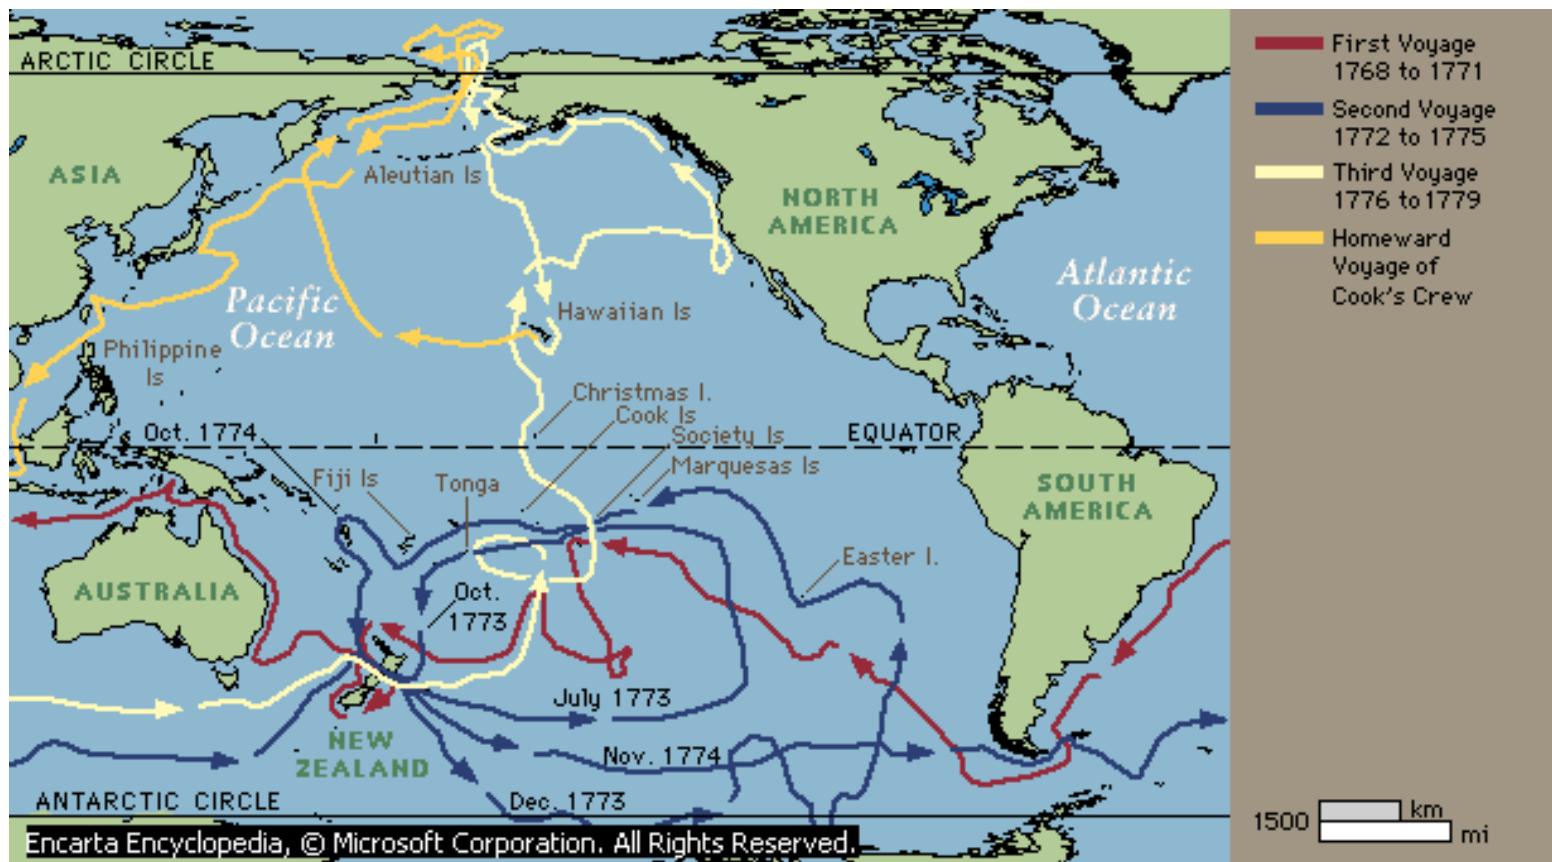 ARCTIC CIRCLE
ASIA
Aleutian Is
NORTH
AMERICA
Pacific
Ocean
Atlantic
Ocean
Hawaiian Is
Philippine
Is
Christmas I.
Cook Is
Oct. 1774
Society Is
EQUATOR
Marquesas Is
Fiji Is
Tonga
SOUTH
AMERICA
Easter I.
AUSTRALIA
Oct.
1773
July 1773
NEW
ZEALAND
Nov. 1774
Dec. 1773
ANTARCTIC CIRCLE
Encarta Encyclopedia, © Microsoft Corporation. All Rights Reserved.
First Voyage
1768 to 1771
Second Voyage
1772 to 1775
Third Voyage
1776 to 1779
Homeward
Voyage of
Cook's Crew
1500 km
mi